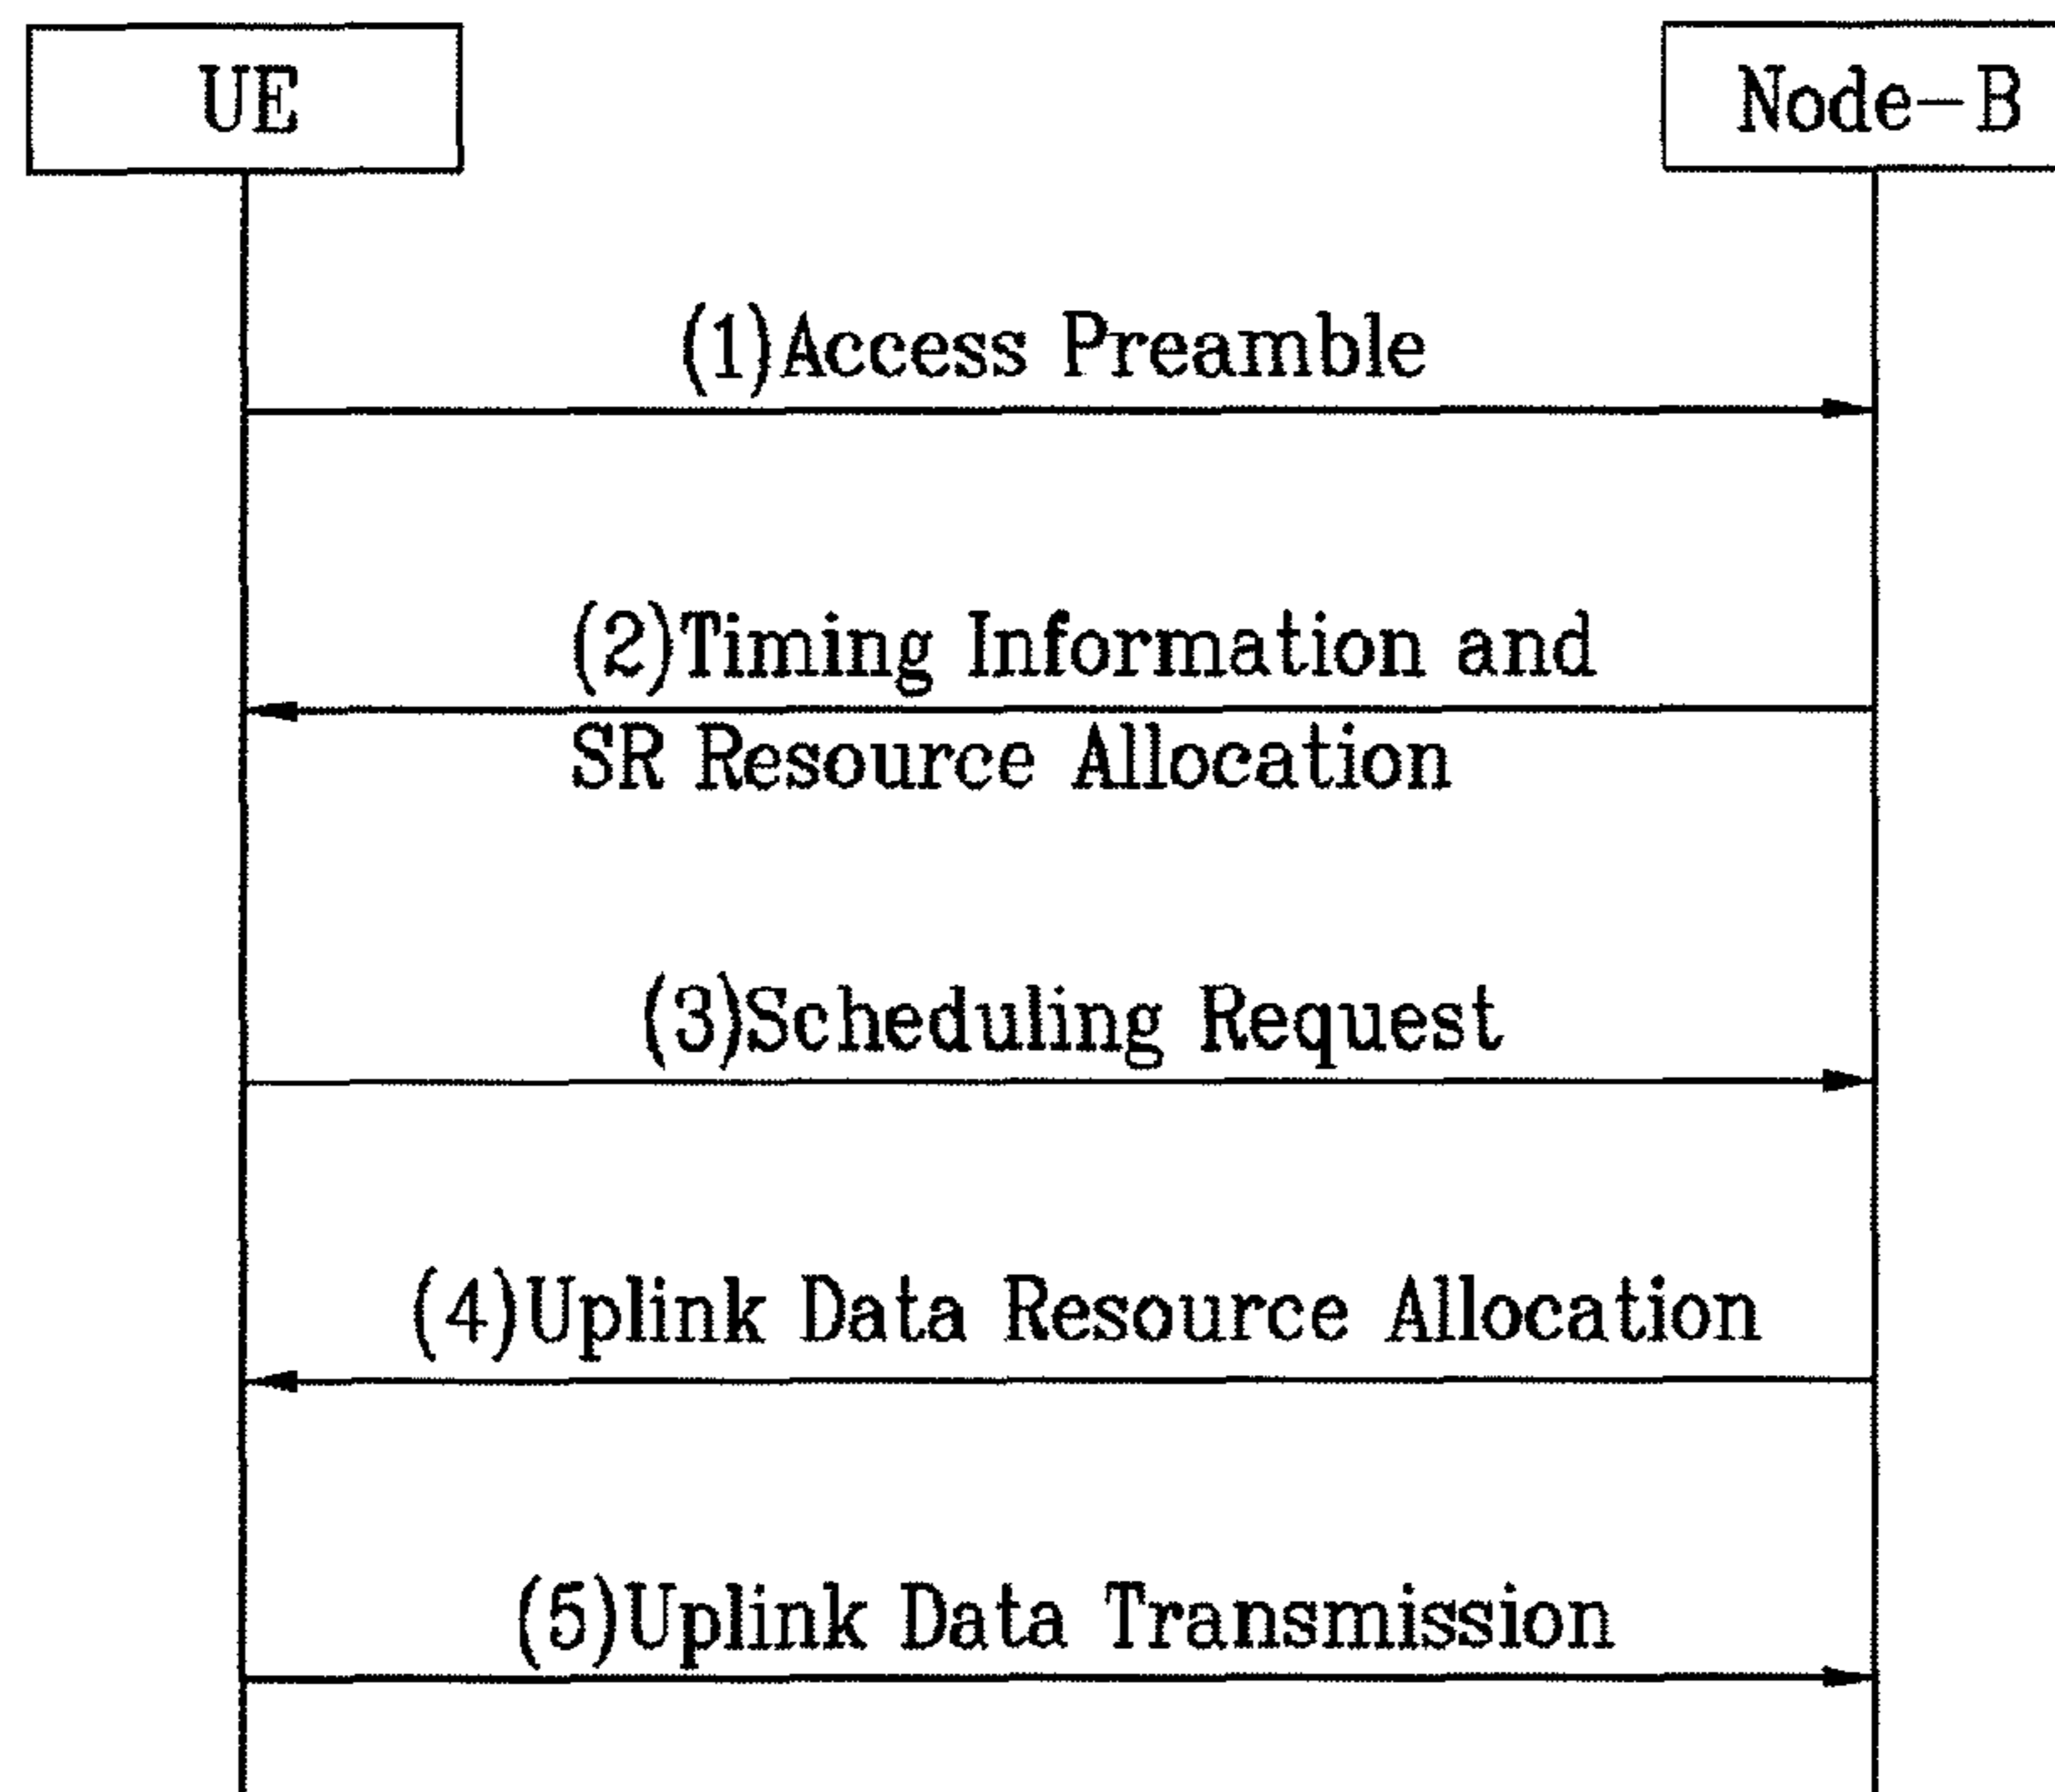 UE
Node-B
(1)Access Preamble
(2)Timing Information and
SR Resource Allocation
(3)Scheduling Request
(4)Uplink Data Resource Allocation
(5)Uplink Data Transmission